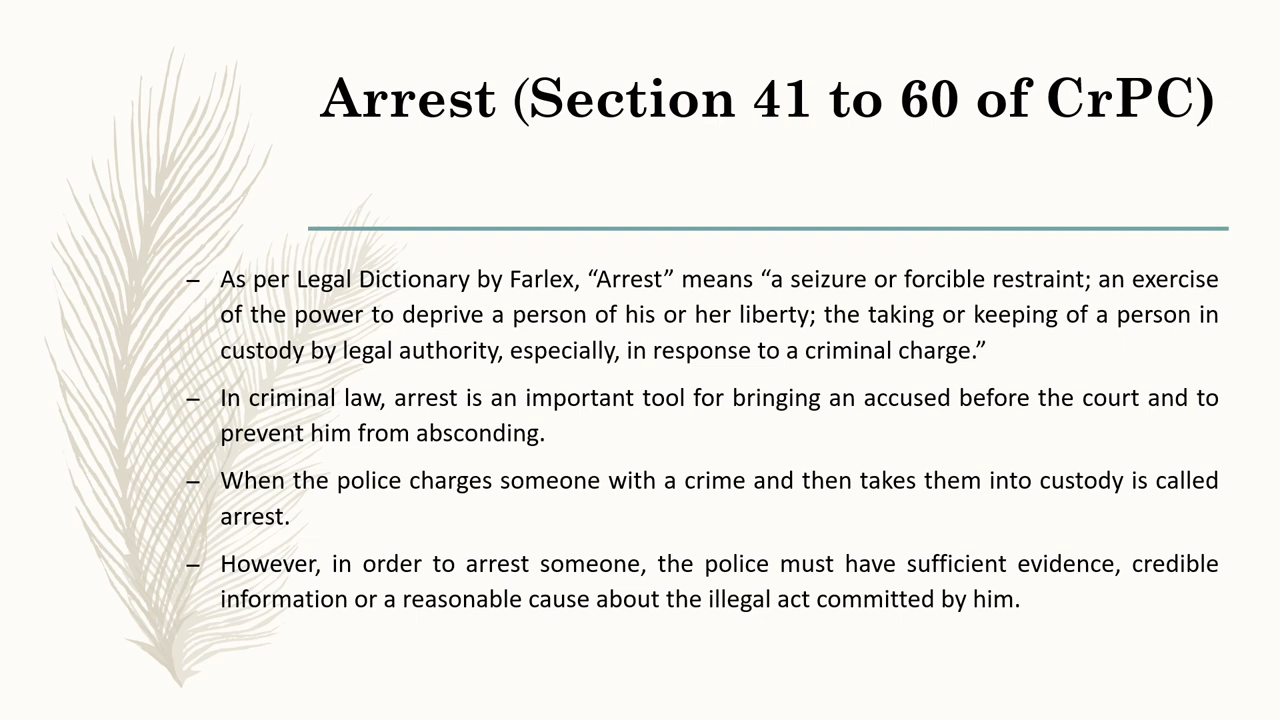 Arrest (Section 41 to 60 of CrPC)
– As per Legal Dictionary by Farlex, “Arrest” means “a seizure or forcible restraint; an exercise
of the power to deprive a person of his or her liberty; the taking or keeping of a person in
custody by legal authority, especially, in response to a criminal charge.”
– In criminal law, arrest is an important tool for bringing an accused before the court and to
prevent him from absconding.
– When the police charges someone with a crime and then takes them into custody is called
arrest.
– However, in order to arrest someone, the police must have sufficient evidence, credible
information or a reasonable cause about the illegal act committed by him.